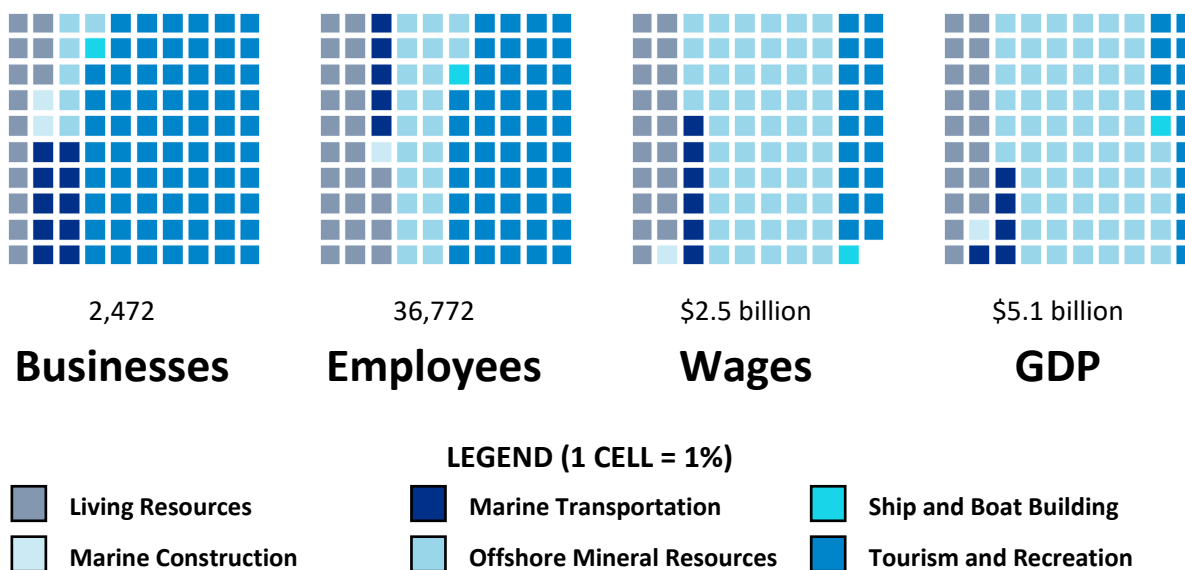 2,472 36,772 $2.5 billion $5.1 billion
Businesses Employees Wages GDP
LEGEND (1 CELL = 1%)
Living Resources Marine Transportation Ship and Boat Building
Marine Construction Offshore Mineral Resources Tourism and Recreation